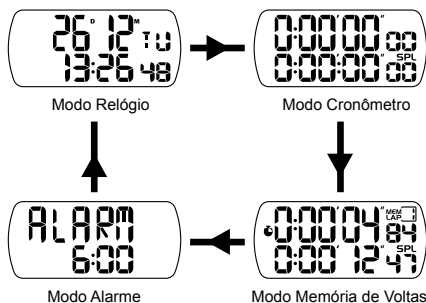 26 D 12 M TU
13:26 48
Modo Relógio
0:00'00" 00
SPL
0:00'00" 00
Modo Cronômetro
ALARM
6:00
Modo Alarme
MEM
LAP 1
0:00'04" 84
SPL
0:00'12" 47
Modo Memória de Voltas